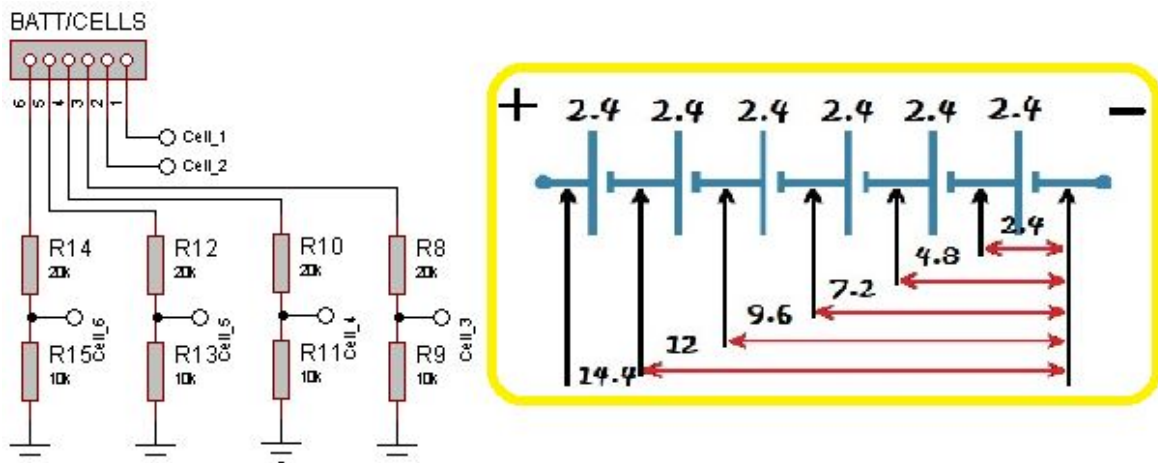 BATT/CELLS
6 5 4 3 2 1
Cell_1
Cell_2
R14 R12 R10 R8
20k 20k 20k 20k
Cell_6 Cell_5 Cell_4 Cell_3
R15 R13 R11 R9
10k 10k 10k 10k
+ 2.4 2.4 2.4 2.4 2.4 2.4 −
2.4
4.8
7.2
9.6
12
14.4